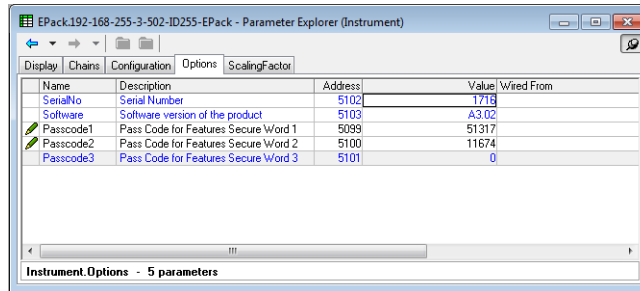 EPack.192-168-255-3-502-ID255-EPack - Parameter Explorer (Instrument)
Display Chains Configuration Options ScalingFactor
Name Description Address Value Wired From
SerialNo Serial Number 5102 1716
Software Software version of the product 5103 A3.02
Passcode1 Pass Code for Features Secure Word 1 5099 51317
Passcode2 Pass Code for Features Secure Word 2 5100 11674
Passcode3 Pass Code for Features Secure Word 3 5101 0
Instrument.Options - 5 parameters